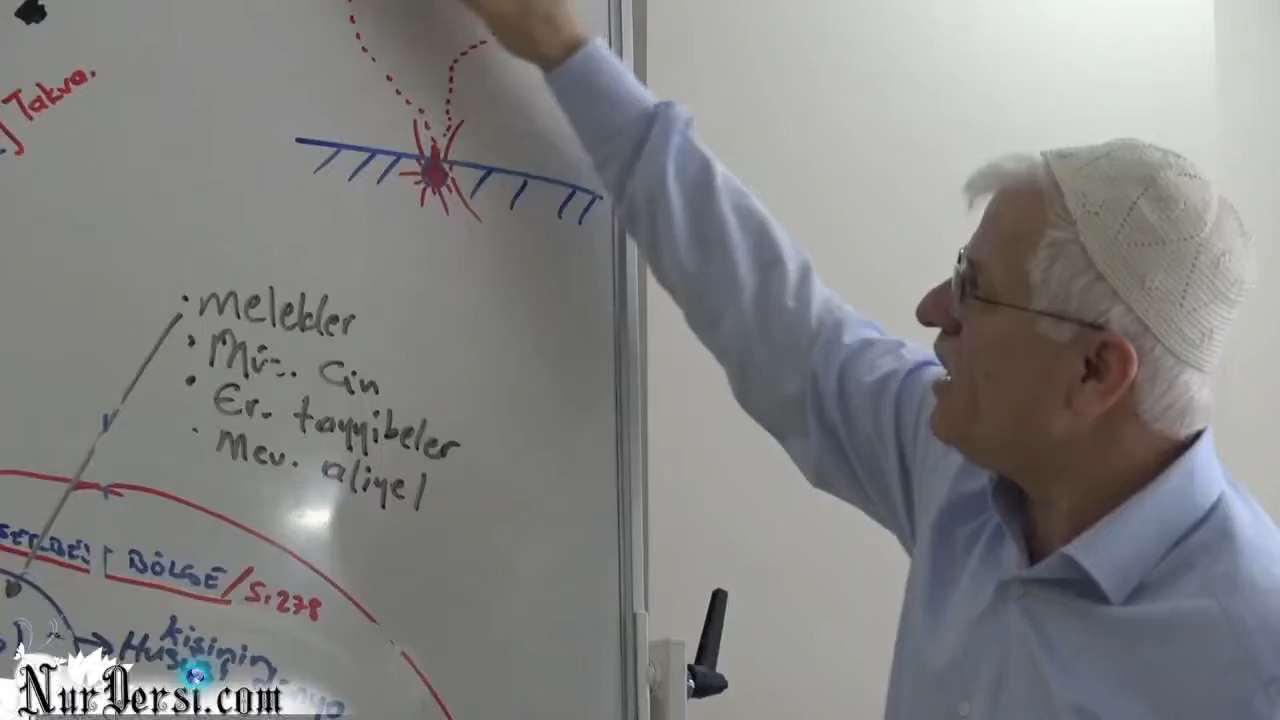 Takva.
• Melekler
• Mü. Cin
• Er. tayyibeler
• Mev. aliye
BÖLGE / S. 278
kişinin
NurDersi.com